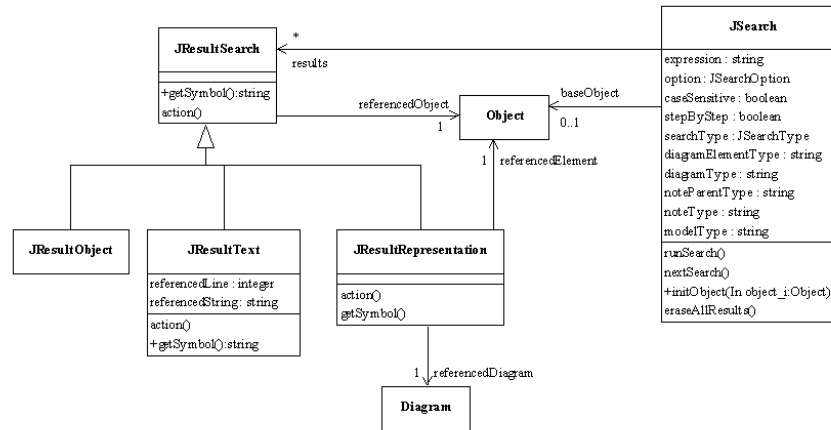 JResultSearch
+getSymbol():string
action()
*
results
JSearch
expression : string
option : JSearchOption
caseSensitive : boolean
stepByStep : boolean
searchType : JSearchType
diagramElementType : string
diagramType : string
noteParentType : string
noteType : string
modelType : string
runSearch()
nextSearch()
+initObject(In object_i:Object)
eraseAllResults()
referencedObject
1
Object
baseObject
0..1
1 referencedElement
JResultObject
JResultText
referencedLine : integer
referencedString: string
action()
+getSymbol():string
JResultRepresentation
action()
getSymbol()
1 referencedDiagram
Diagram